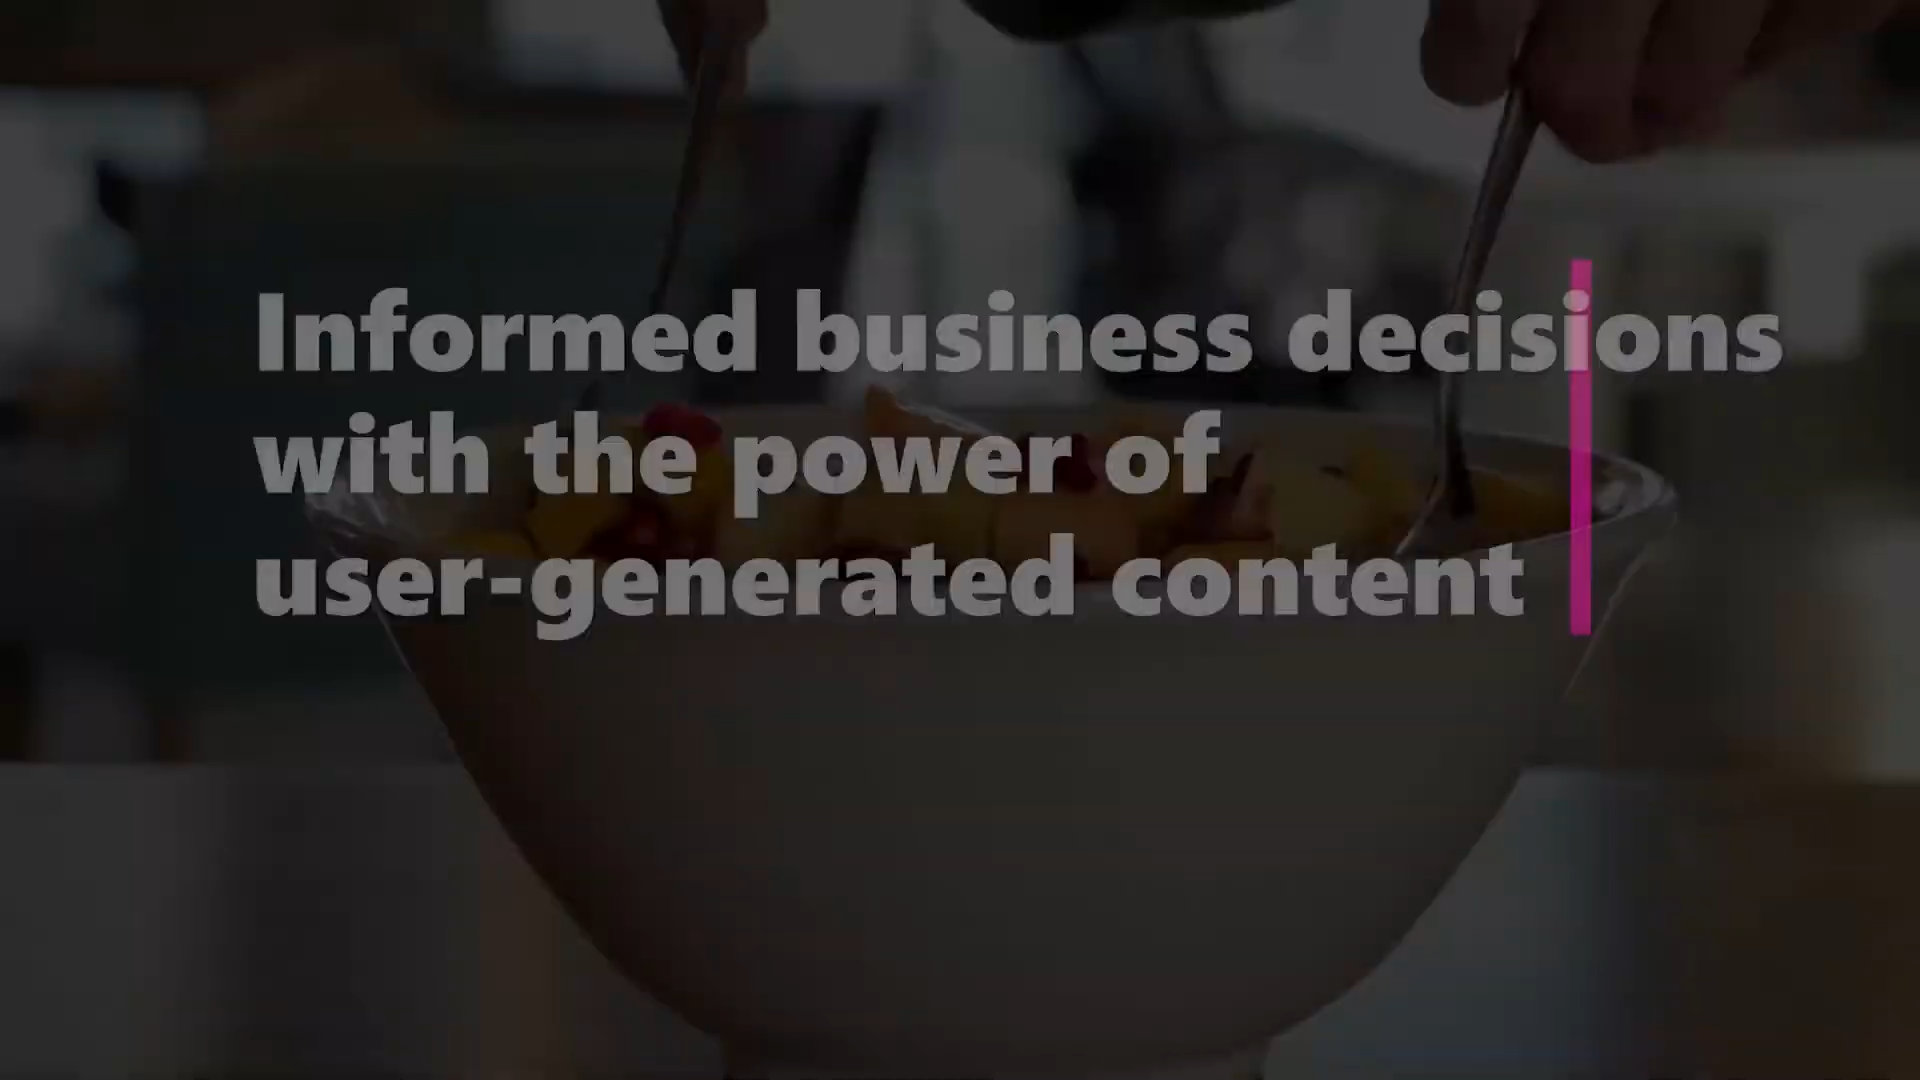 Informed business decisions
with the power of
user-generated content